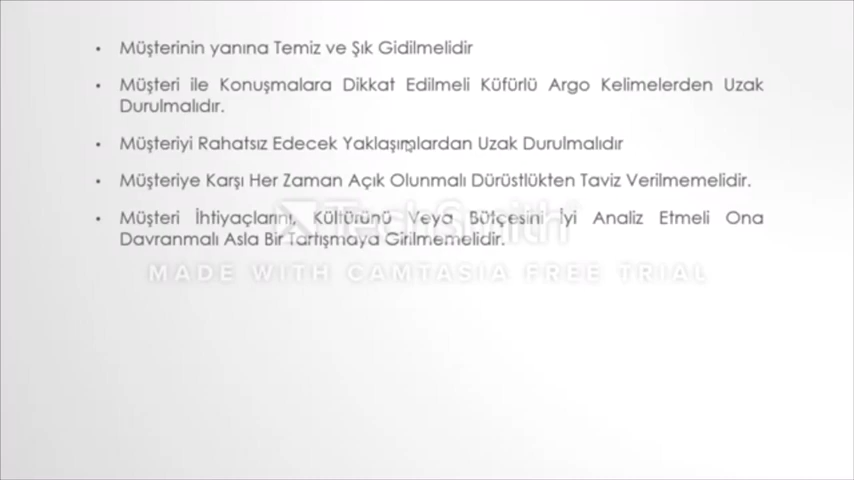 • Müşterinin yanına Temiz ve Şık Gidilmelidir
• Müşteri ile Konuşmalara Dikkat Edilmeli Küfürlü Argo Kelimelerden Uzak
Durulmalıdır.
• Müşteriyi Rahatsız Edecek Yaklaşımlardan Uzak Durulmalıdır
• Müşteriye Karşı Her Zaman Açık Olunmalı Dürüstlükten Taviz Verilmemelidir.
• Müşteri İhtiyaçlarını, Kültürünü Veya Bütçesini İyi Analiz Etmeli Ona
Davranmalı Asla Bir Tartışmaya Girilmemelidir.
TechSmith
MADE WITH CAMTASIA FREE TRIAL